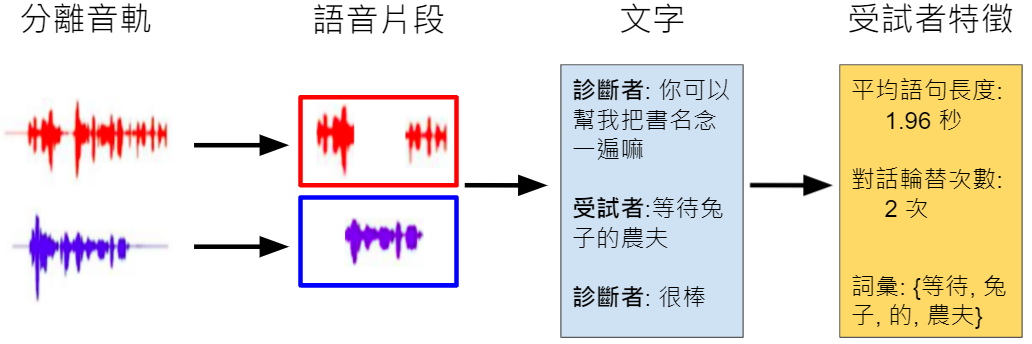 分離音軌
語音片段
文字
受試者特徵
診斷者: 你可以
幫我把書名念
一遍嘛
受試者:等待兔
子的農夫
診斷者: 很棒
平均語句長度:
1.96 秒
對話輪替次數:
2 次
詞彙: {等待, 兔
子, 的, 農夫}